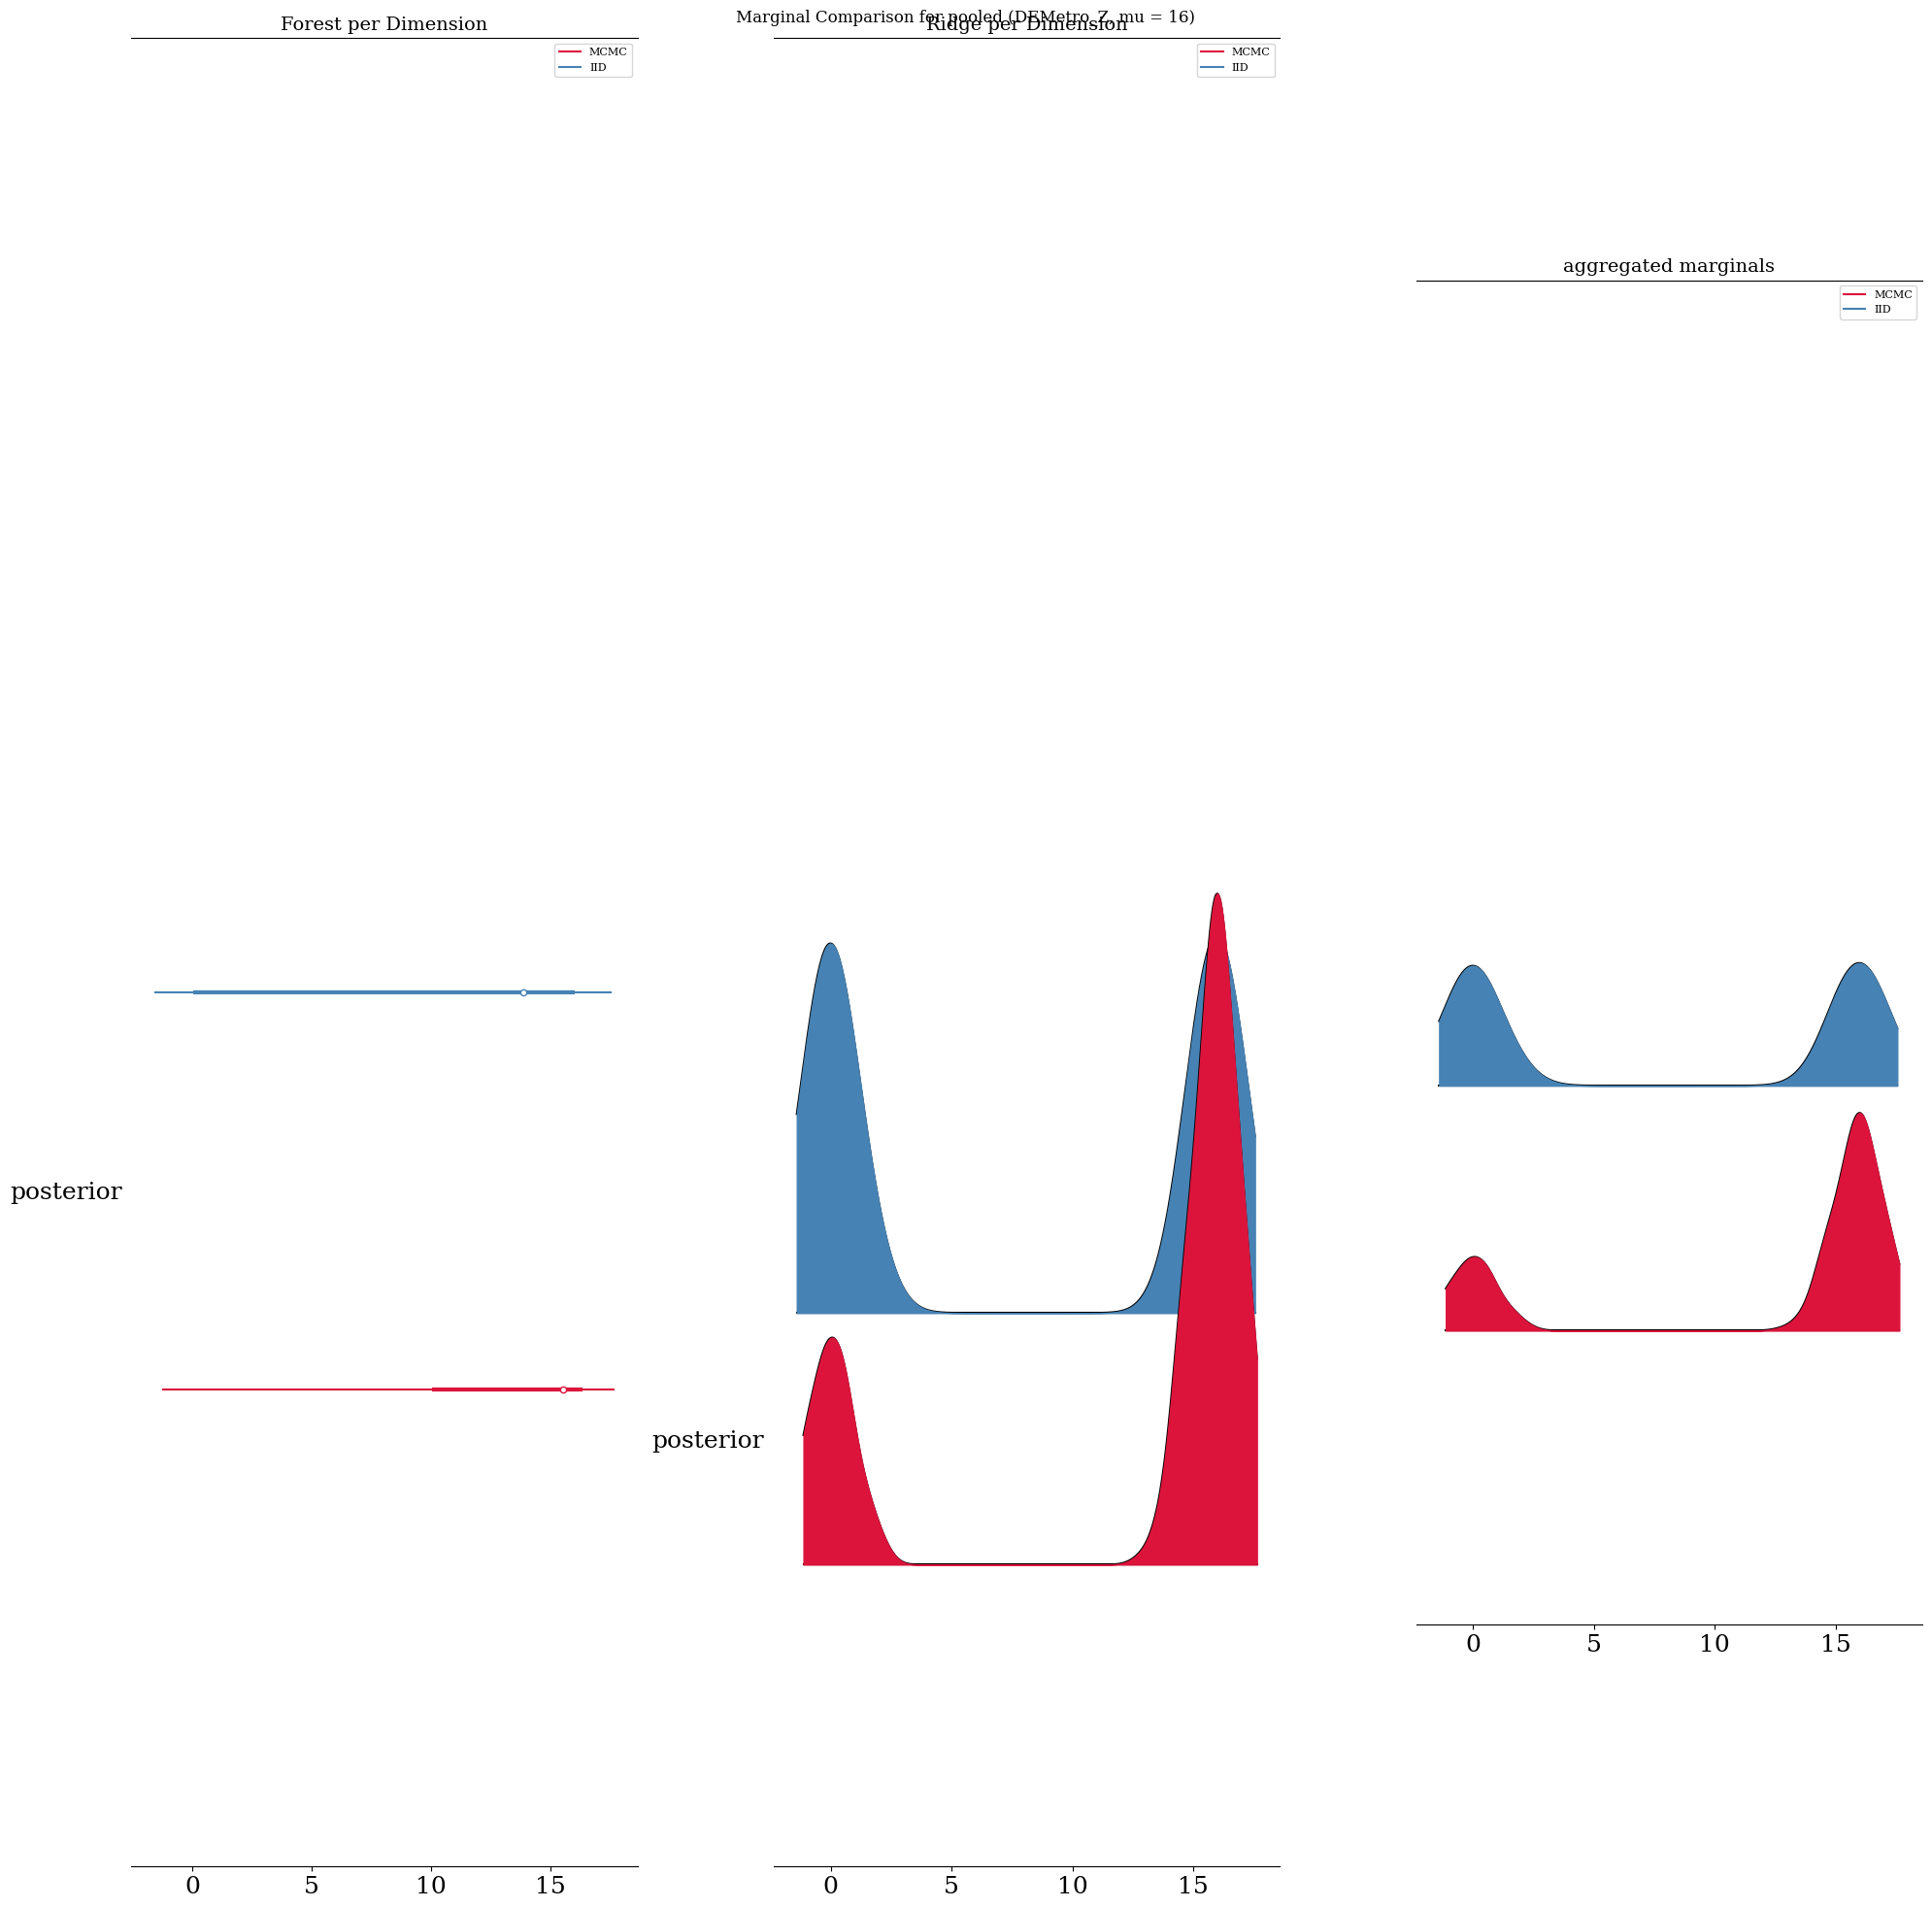 Marginal Comparison for pooled (DEMetro_Z, mu = 16)
Forest per Dimension
MCMC
IID
posterior
0 5 10 15
Ridge per Dimension
MCMC
IID
posterior
0 5 10 15
aggregated marginals
MCMC
IID
0 5 10 15